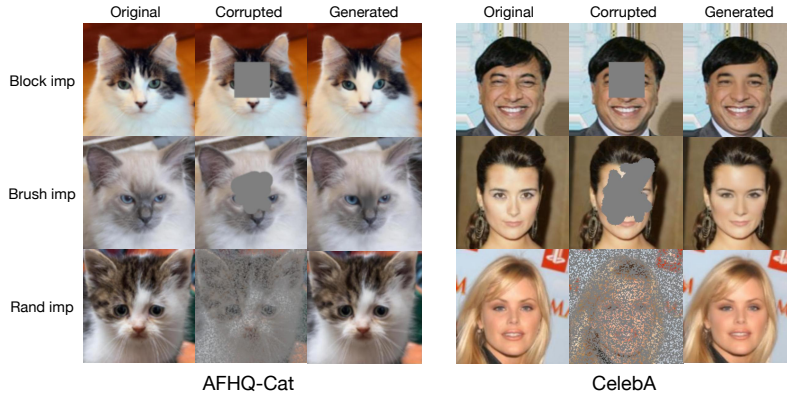 Original Corrupted Generated Original Corrupted Generated
Block imp
Brush imp
Rand imp
AFHQ-Cat CelebA